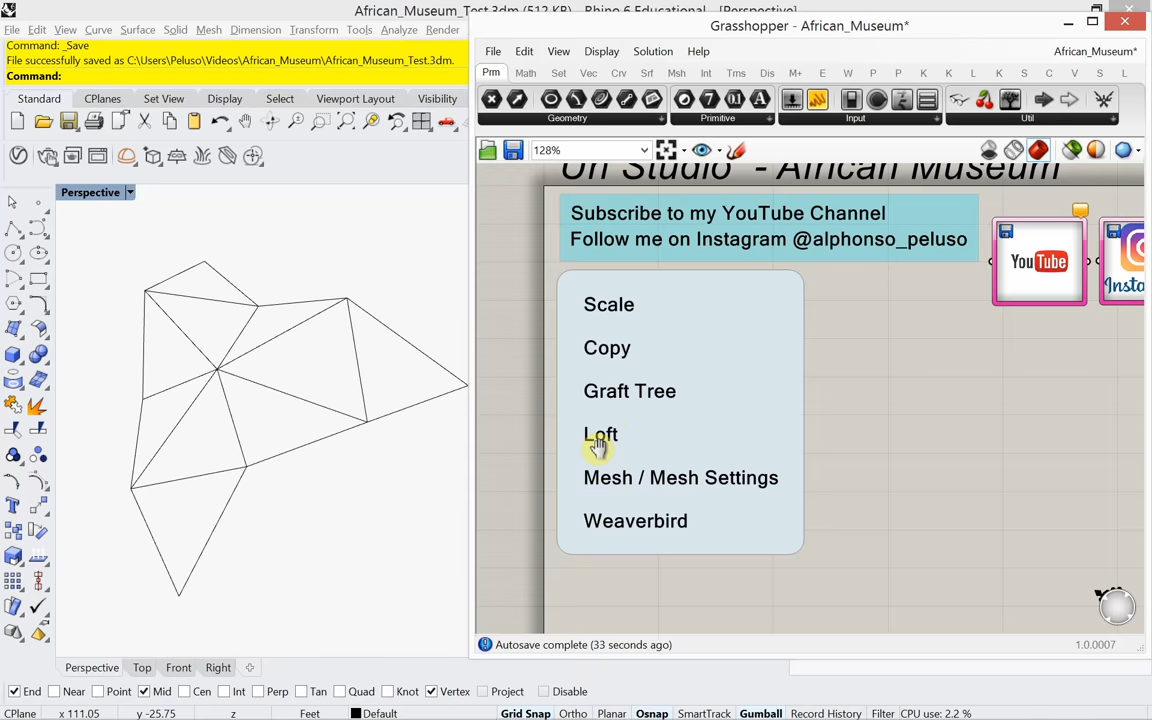 African_Museum_Test.3dm (512 KB) - Rhino 6 Educational - [Perspective]
File Edit View Curve Surface Solid Mesh Dimension Transform Tools Analyze Render
Command: _Save
File successfully saved as C:\Users\Peluso\Videos\African_Museum\African_Museum_Test.3dm.
Command:
Standard CPlanes Set View Display Select Viewport Layout Visibility
Perspective
Grasshopper - African_Museum*
File Edit View Display Solution Help African_Museum*
Prm Math Set Vec Crv Srf Msh Int Trns Dis M+ E W P P K K L K S C V S L
Geometry Primitive Input Util
128%
Un Studio - African Museum
Subscribe to my YouTube Channel
Follow me on Instagram @alphonso_peluso
YouTube
Scale
Copy
Graft Tree
Loft
Mesh / Mesh Settings
Weaverbird
Autosave complete (33 seconds ago) 1.0.0007
Perspective Top Front Right
End Near Point Mid Cen Int Perp Tan Quad Knot Vertex Project Disable
CPlane x 111.05 y -25.75 z Feet Default Grid Snap Ortho Planar Osnap SmartTrack Gumball Record History Filter CPU use: 2.2 %